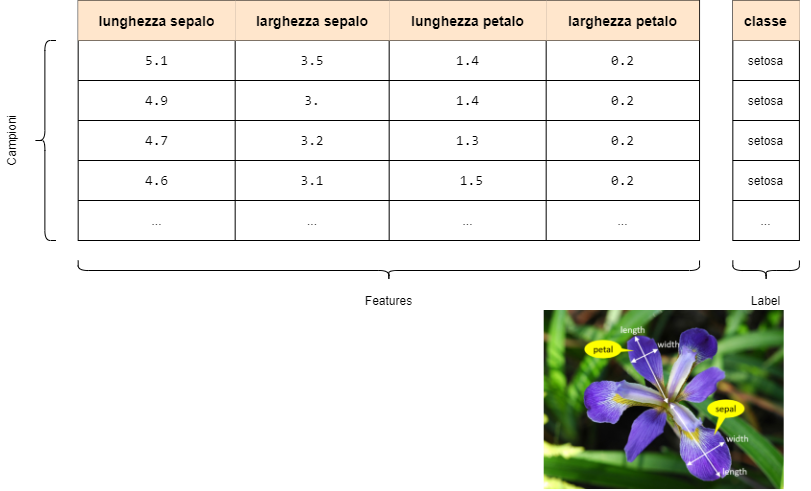 lunghezza sepalo larghezza sepalo lunghezza petalo larghezza petalo classe
5.1 3.5 1.4 0.2 setosa
4.9 3. 1.4 0.2 setosa
4.7 3.2 1.3 0.2 setosa
4.6 3.1 1.5 0.2 setosa
... ... ... ... ...
Campioni
Features Label
length
petal width
sepal
width
length